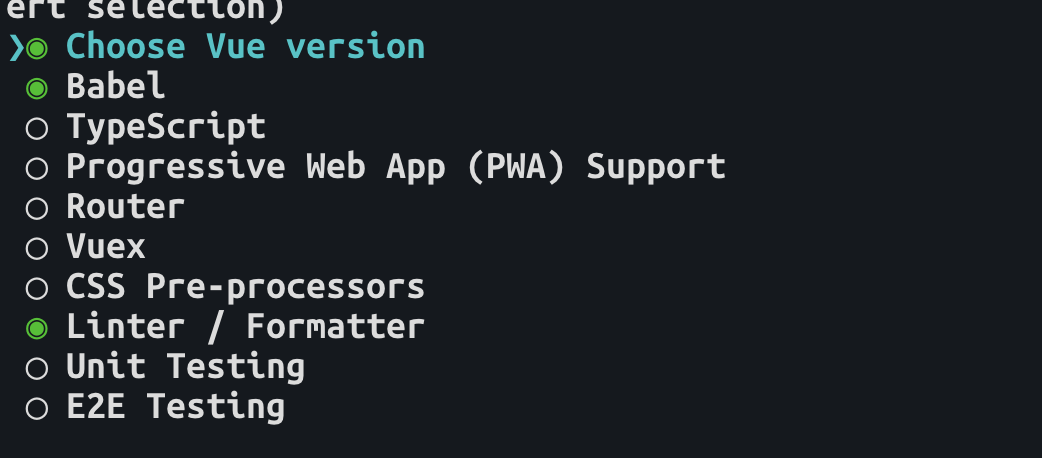 ert selection)
❯◉ Choose Vue version
◉ Babel
◯ TypeScript
◯ Progressive Web App (PWA) Support
◯ Router
◯ Vuex
◯ CSS Pre-processors
◉ Linter / Formatter
◯ Unit Testing
◯ E2E Testing